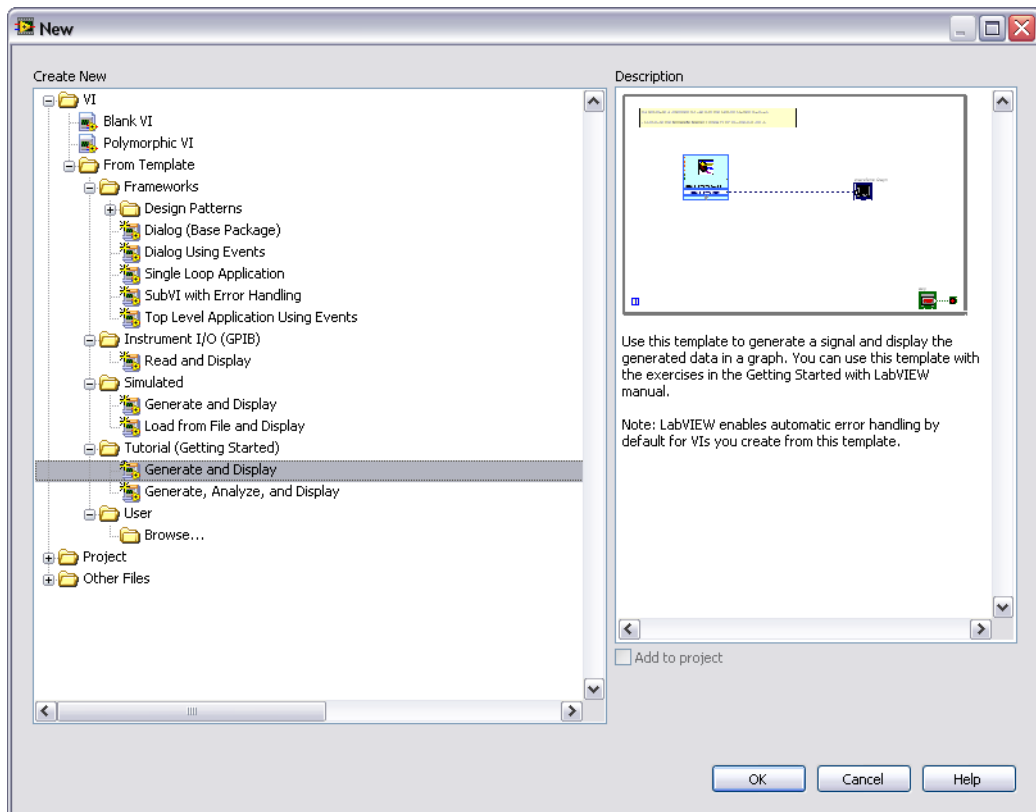 New
Create New
VI
Blank VI
Polymorphic VI
From Template
Frameworks
Design Patterns
Dialog (Base Package)
Dialog Using Events
Single Loop Application
SubVI with Error Handling
Top Level Application Using Events
Instrument I/O (GPIB)
Read and Display
Simulated
Generate and Display
Load from File and Display
Tutorial (Getting Started)
Generate and Display
Generate, Analyze, and Display
User
Browse...
Project
Other Files
Description
Use this template to generate a signal and display the
generated data in a graph. You can use this template with
the exercises in the Getting Started with LabVIEW
manual.
Note: LabVIEW enables automatic error handling by
default for VIs you create from this template.
Add to project
OK
Cancel
Help